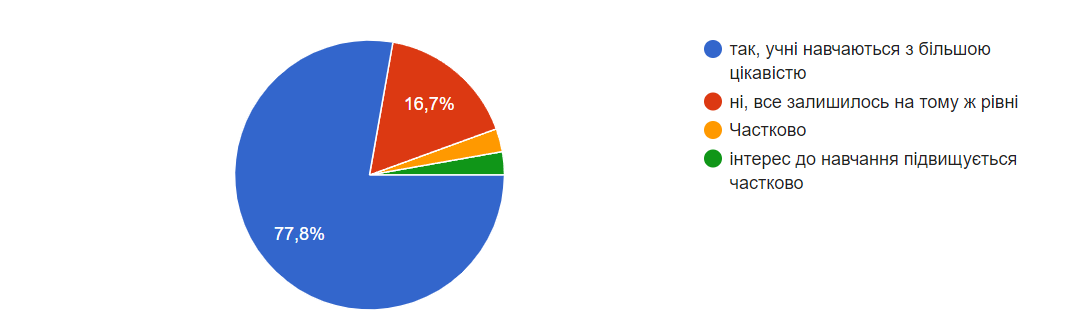 так, учні навчаються з більшою
цікавістю
ні, все залишилось на тому ж рівні
Частково
інтерес до навчання підвищується
частково
16,7%
77,8%